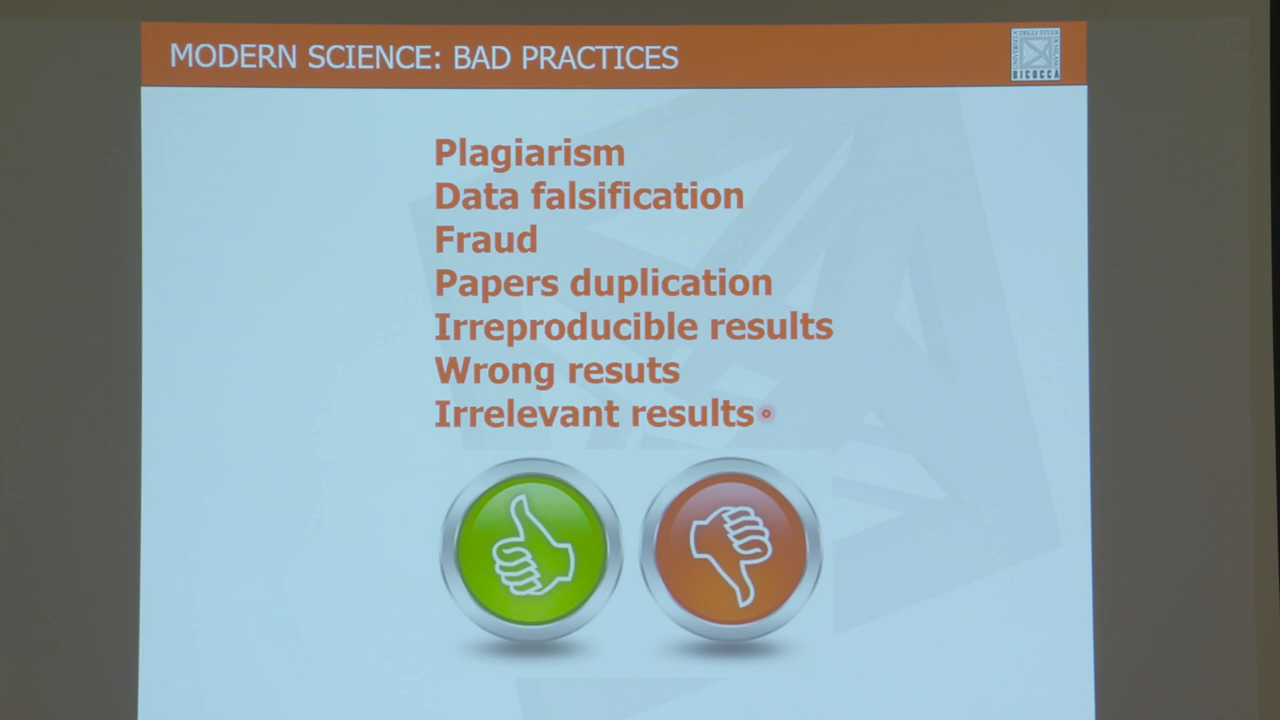 MODERN SCIENCE: BAD PRACTICES
BICOCCA
Plagiarism
Data falsification
Fraud
Papers duplication
Irreproducible results
Wrong resuts
Irrelevant results